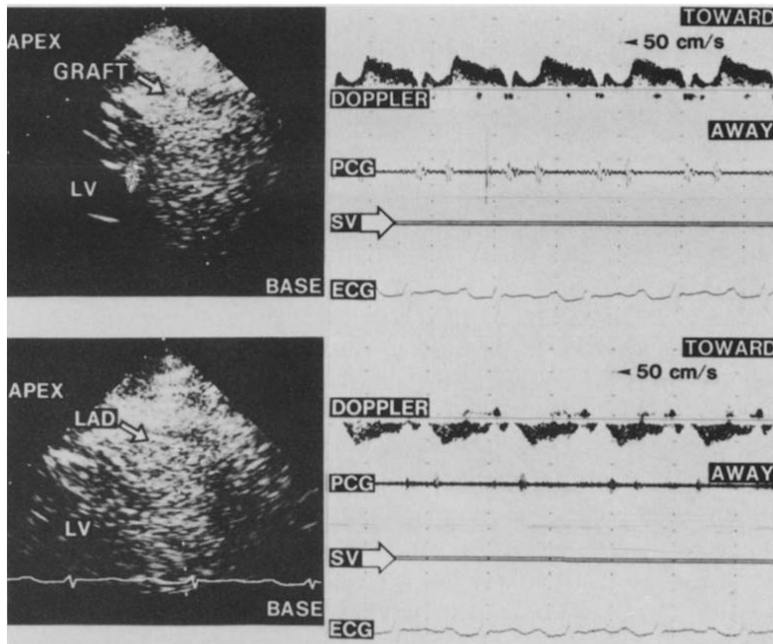 APEX
GRAFT
LV
BASE
TOWARD
50 cm/s
DOPPLER
AWAY
PCG
SV
ECG
APEX
LAD
LV
BASE
TOWARD
50 cm/s
DOPPLER
AWAY
PCG
SV
ECG